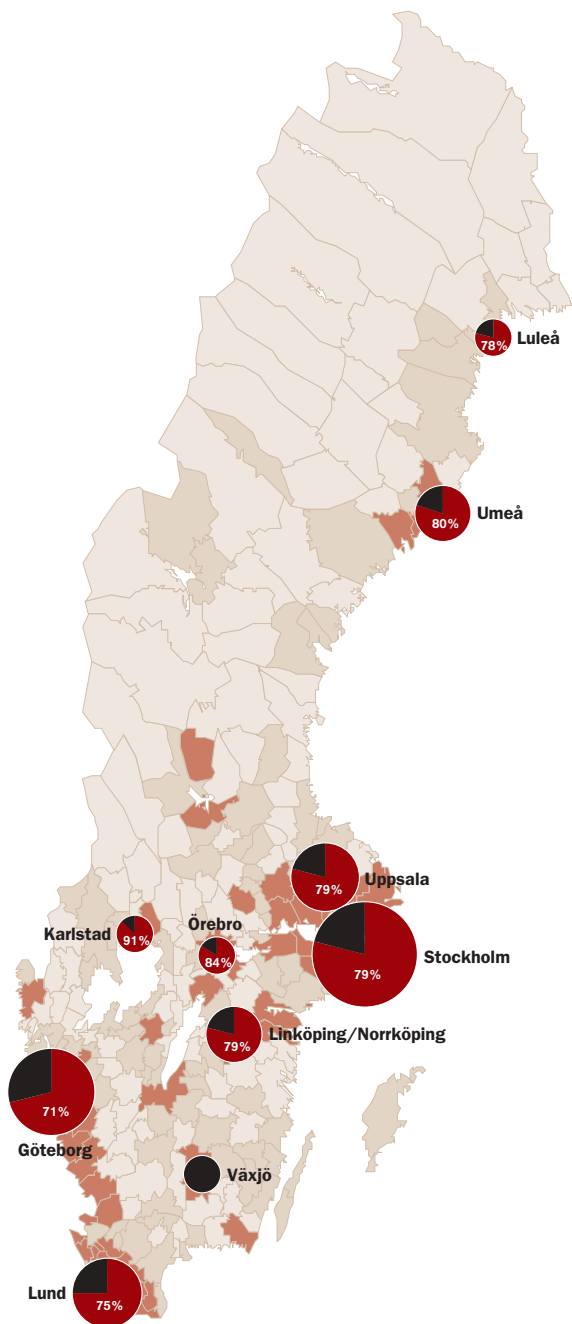 78%
Luleå
80%
Umeå
79%
Uppsala
Karlstad
91%
Örebro
84%
79%
Stockholm
79%
Linköping/Norrköping
71%
Göteborg
Växjö
Lund
75%